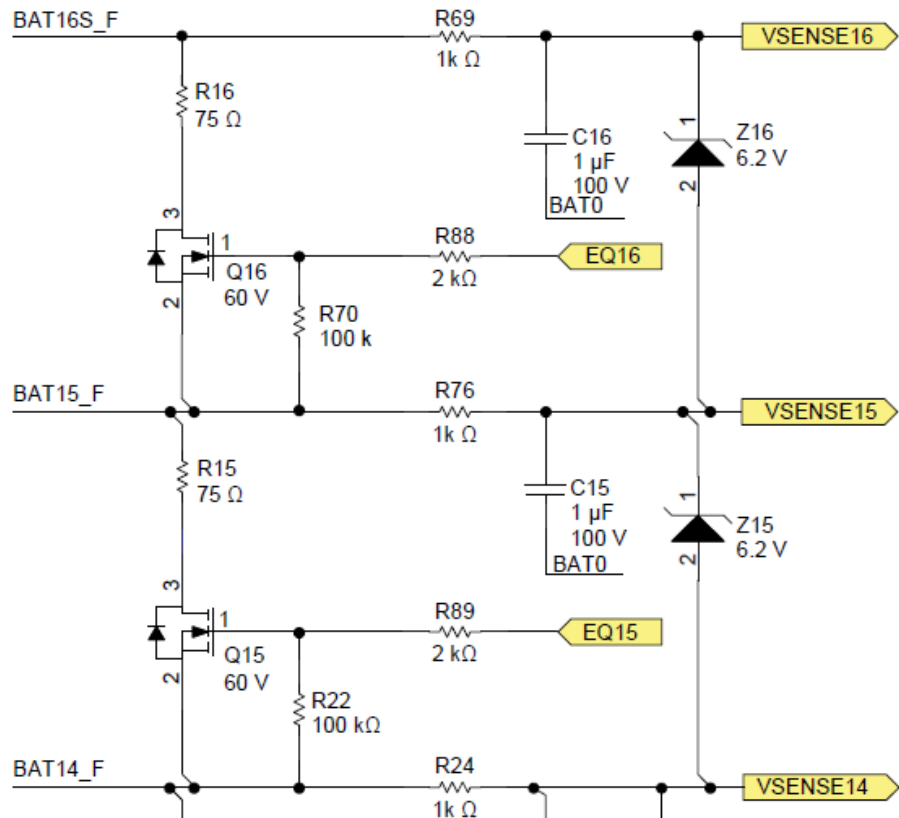 BAT16S_F
R69
1k Ω
VSENSE16
R16
75 Ω
C16
1 µF
100 V
BAT0
1
Z16
6.2 V
2
3
1
Q16
60 V
2
R88
2 kΩ
EQ16
R70
100 k
BAT15_F
R76
1k Ω
VSENSE15
R15
75 Ω
C15
1 µF
100 V
BAT0
1
Z15
6.2 V
2
3
1
Q15
60 V
2
R89
2 kΩ
EQ15
R22
100 kΩ
BAT14_F
R24
1k Ω
VSENSE14